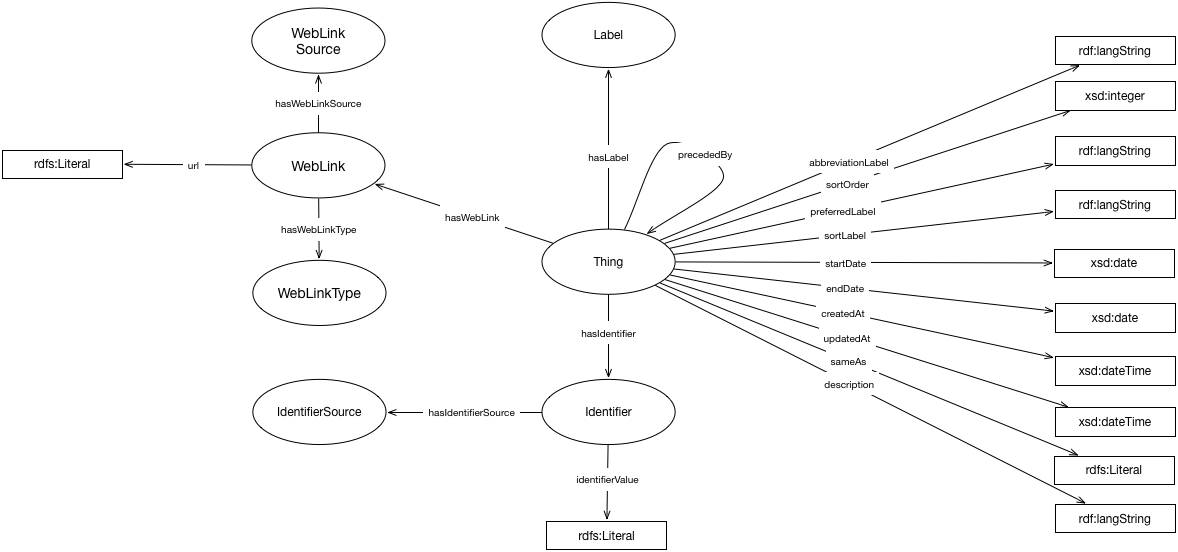 WebLink
Source
Label
rdf:langString
xsd:integer
hasWebLinkSource
rdfs:Literal
url
WebLink
hasLabel
precededBy
abbreviationLabel
rdf:langString
sortOrder
hasWebLink
preferredLabel
rdf:langString
hasWebLinkType
sortLabel
Thing
startDate
xsd:date
WebLinkType
endDate
createdAt
xsd:date
hasIdentifier
updatedAt
sameAs
xsd:dateTime
description
IdentifierSource
hasIdentifierSource
Identifier
xsd:dateTime
identifierValue
rdfs:Literal
rdf:langString
rdfs:Literal